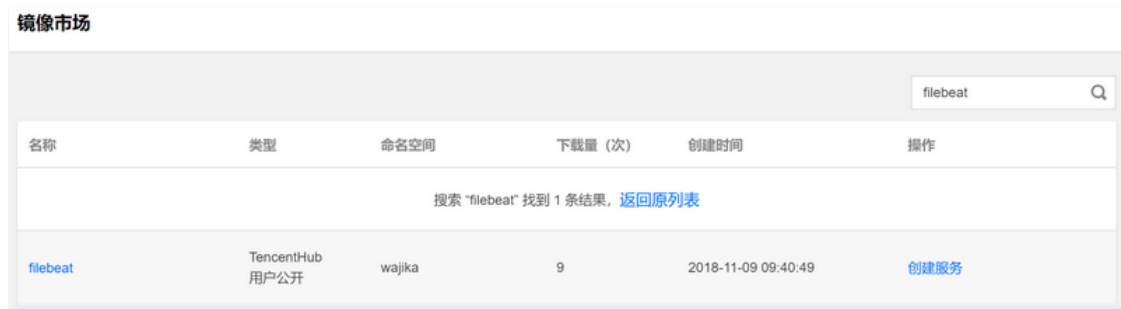 镜像市场
filebeat
名称 类型 命名空间 下载量（次） 创建时间 操作
搜索 “filebeat” 找到 1 条结果，返回原列表
filebeat TencentHub 用户公开 wajika 9 2018-11-09 09:40:49 创建服务